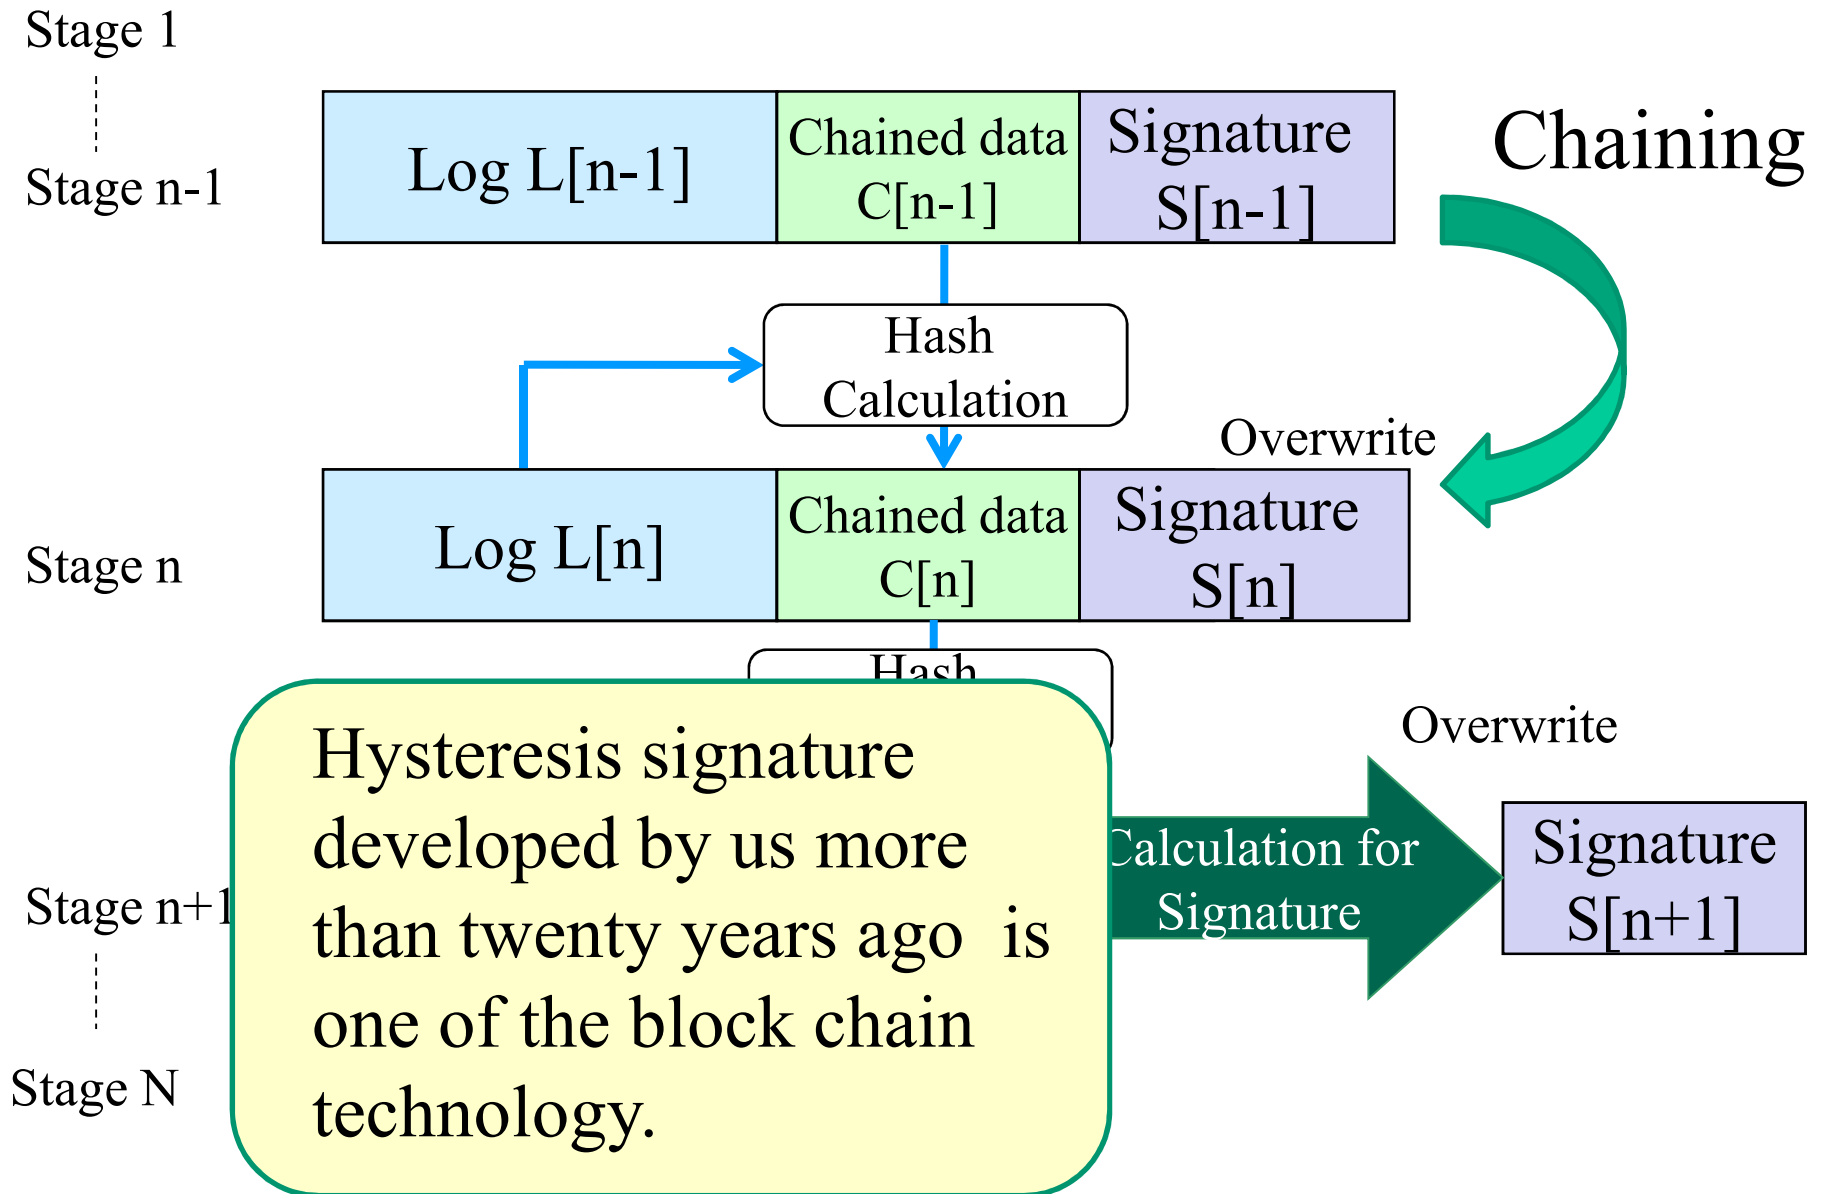 Stage 1
Stage n-1
Log L[n-1]
Chained data
C[n-1]
Signature
S[n-1]
Chaining
Hash
Calculation
Overwrite
Stage n
Log L[n]
Chained data
C[n]
Signature
S[n]
Hash
Overwrite
Stage n+1
Hysteresis signature
developed by us more
than twenty years ago  is
one of the block chain
technology.
Calculation for
Signature
Signature
S[n+1]
Stage N